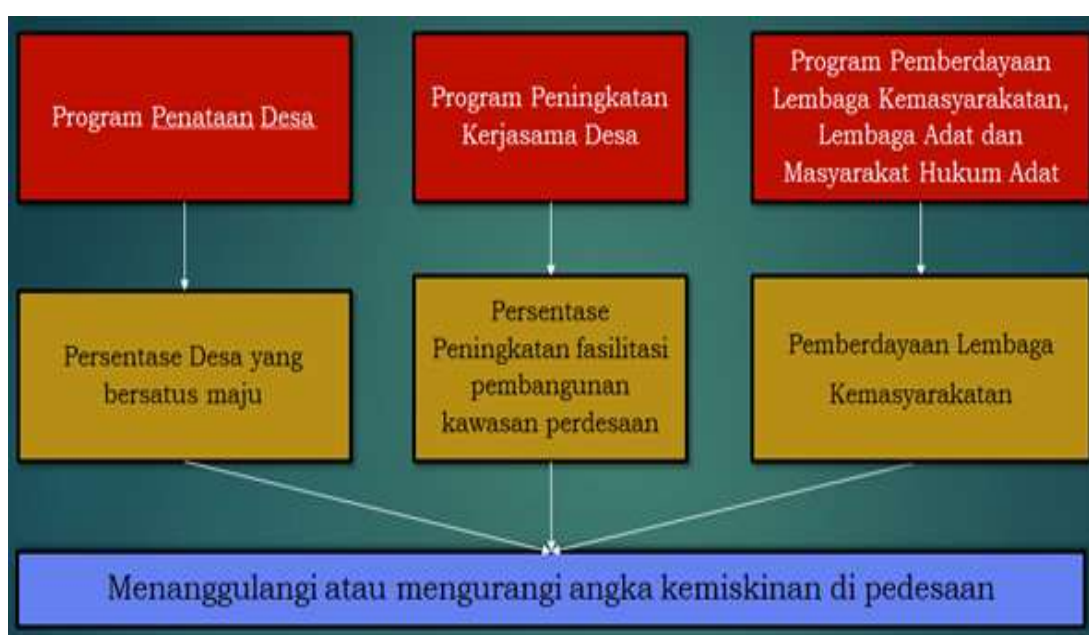 Program Penataan Desa
Program Peningkatan
Kerjasama Desa
Program Pemberdayaan
Lembaga Kemasyarakatan,
Lembaga Adat dan
Masyarakat Hukum Adat
Persentase Desa yang
bersatus maju
Persentase
Peningkatan fasilitasi
pembangunan
kawasan perdesaan
Pemberdayaan Lembaga
Kemasyarakatan
Menanggulangi atau mengurangi angka kemiskinan di pedesaan